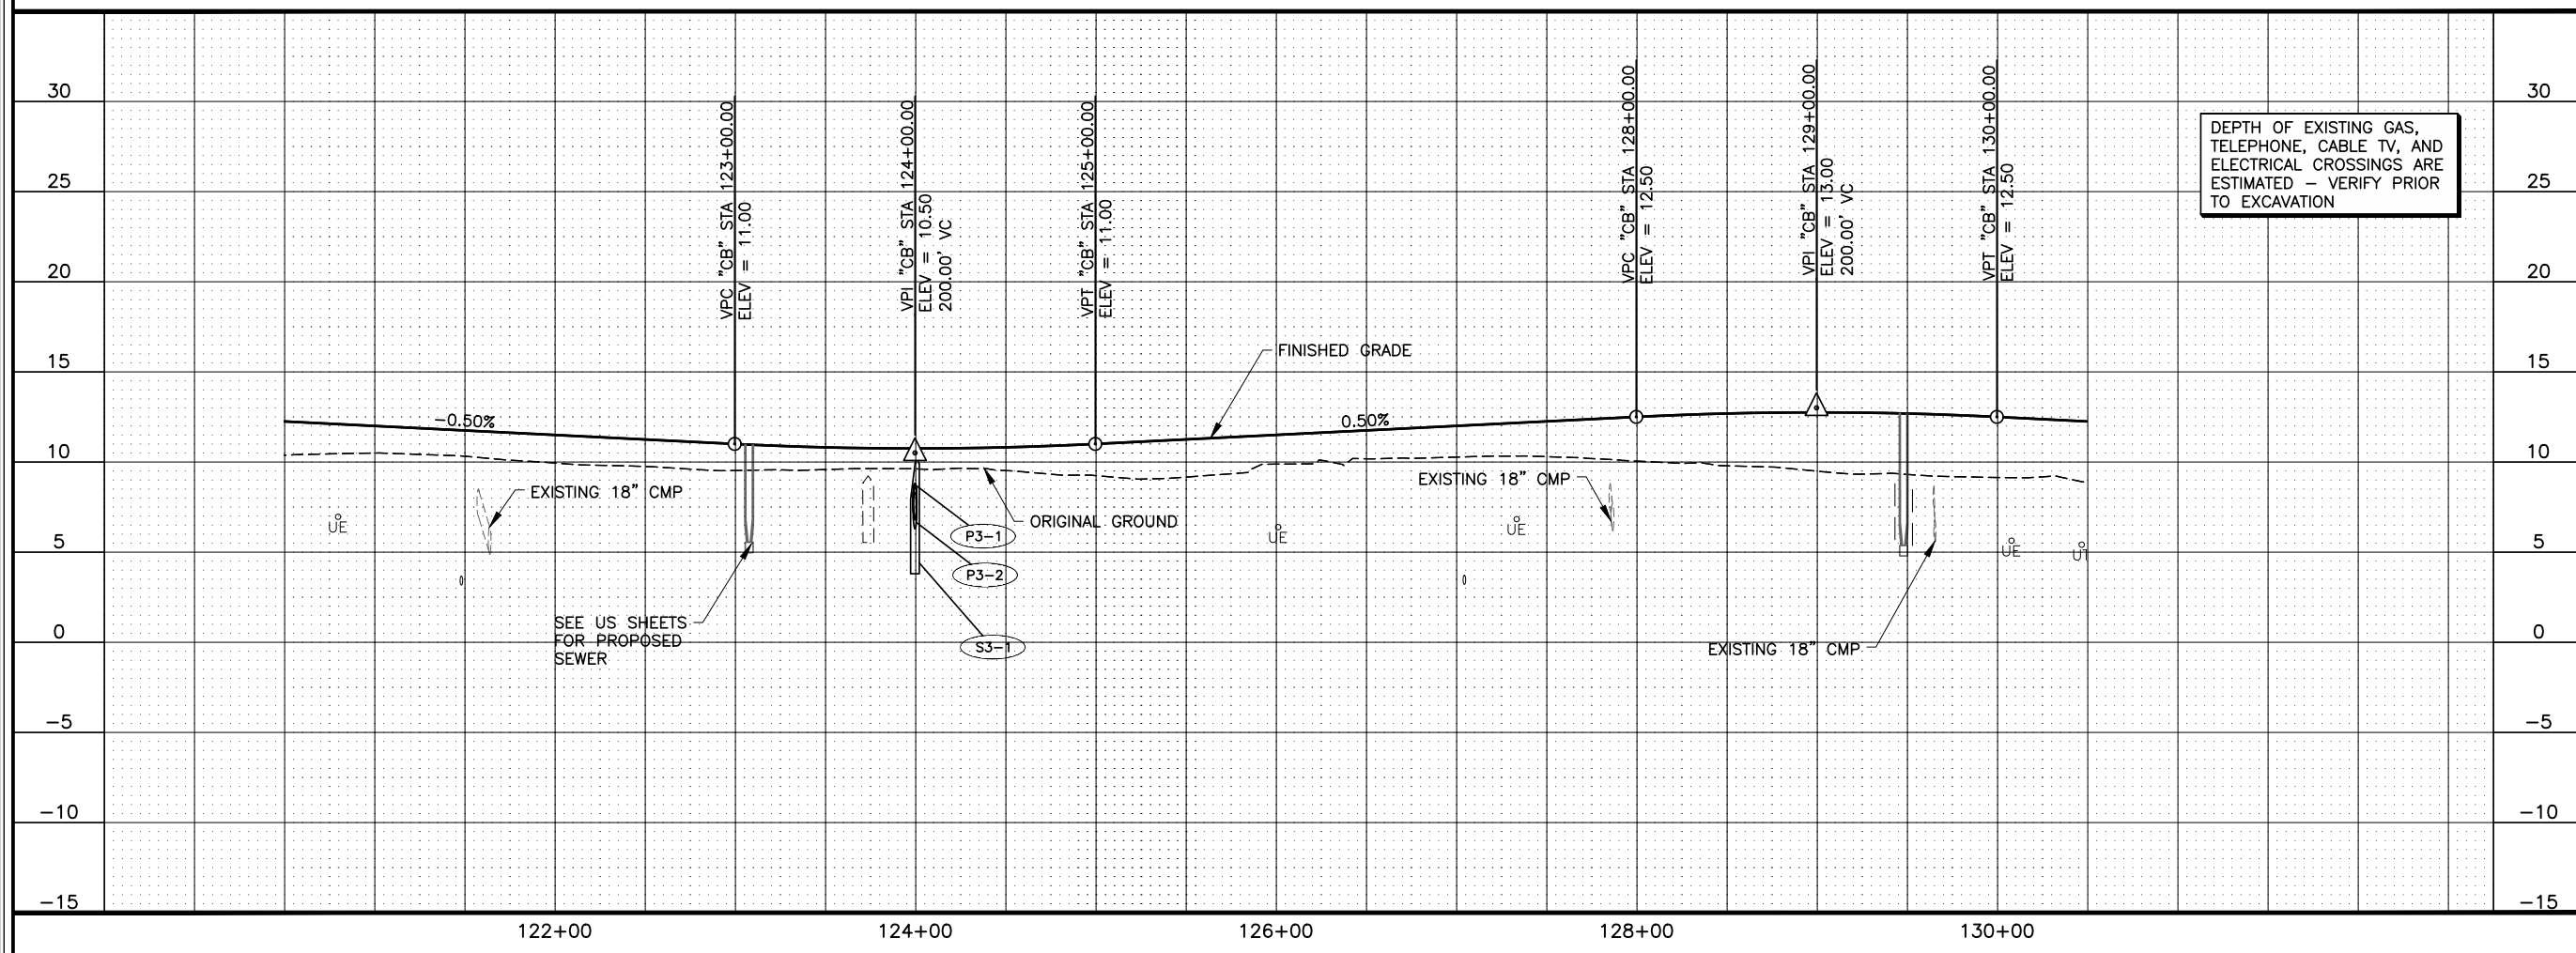 30
25
20
15
10
5
0
-5
-10
-15
VPC "CB" STA 123+00.00
ELEV = 11.00
VPI "CB" STA 124+00.00
ELEV = 10.50
200.00' VC
VPT "CB" STA 125+00.00
ELEV = 11.00
VPC "CB" STA 128+00.00
ELEV = 12.50
VPI "CB" STA 129+00.00
ELEV = 13.00
200.00' VC
VPT "CB" STA 130+00.00
ELEV = 12.50
DEPTH OF EXISTING GAS,
TELEPHONE, CABLE TV, AND
ELECTRICAL CROSSINGS ARE
ESTIMATED – VERIFY PRIOR
TO EXCAVATION
FINISHED GRADE
-0.50%
0.50%
EXISTING 18" CMP
EXISTING 18" CMP
ORIGINAL GROUND
UE
UE
UE
UE
P3-1
P3-2
S3-1
SEE US SHEETS
FOR PROPOSED
SEWER
EXISTING 18" CMP
30
25
20
15
10
5
0
-5
-10
-15
122+00
124+00
126+00
128+00
130+00